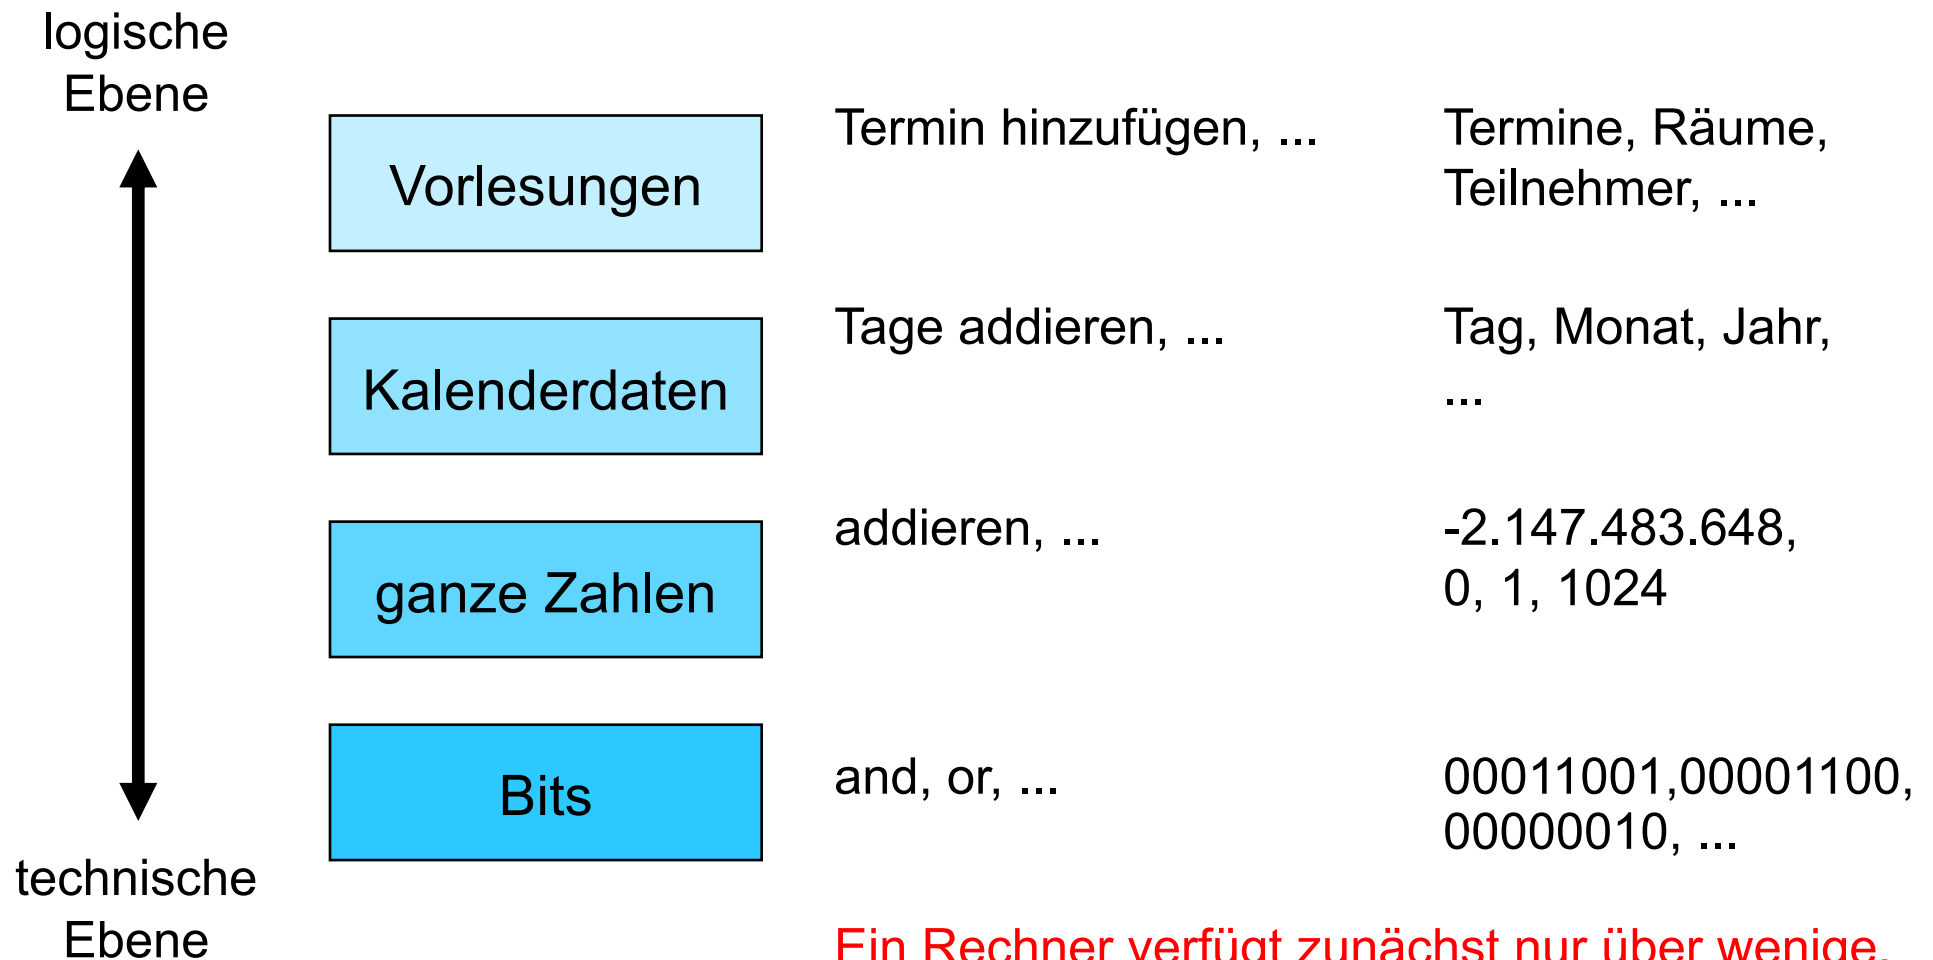 logische
Ebene
Vorlesungen
Termin hinzufügen, ...
Termine, Räume,
Teilnehmer, ...
Kalenderdaten
Tage addieren, ...
Tag, Monat, Jahr,
...
ganze Zahlen
addieren, ...
-2.147.483.648,
0, 1, 1024
Bits
and, or, ...
00011001,00001100,
00000010, ...
technische
Ebene
Ein Rechner verfügt zunächst nur über wenige,